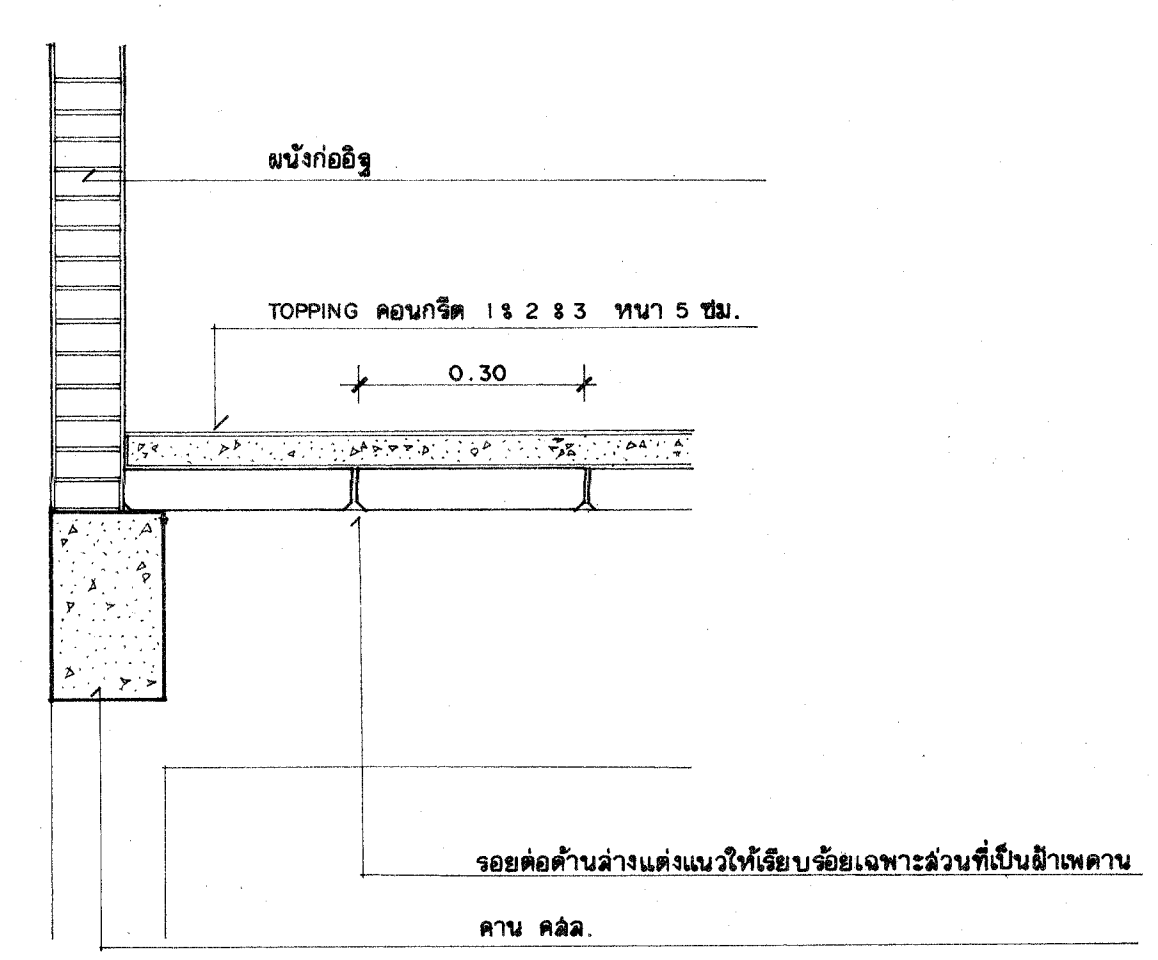 ผนังก่ออิฐ
TOPPING คอนกรีต 1:2:3 หนา 5 ซม.
0.30
รอยต่อด้านล่างแต่งแนวให้เรียบร้อยเฉพาะส่วนที่เป็นฝ้าเพดาน
คาน คสล.